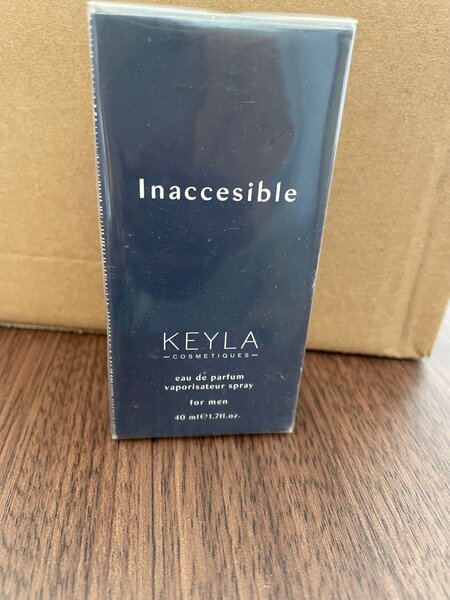 Inaccesible
KEYLA
COSMETIQUES
eau de parfum
vaporisateur spray
for men
40 ml℮1.7fl.oz.